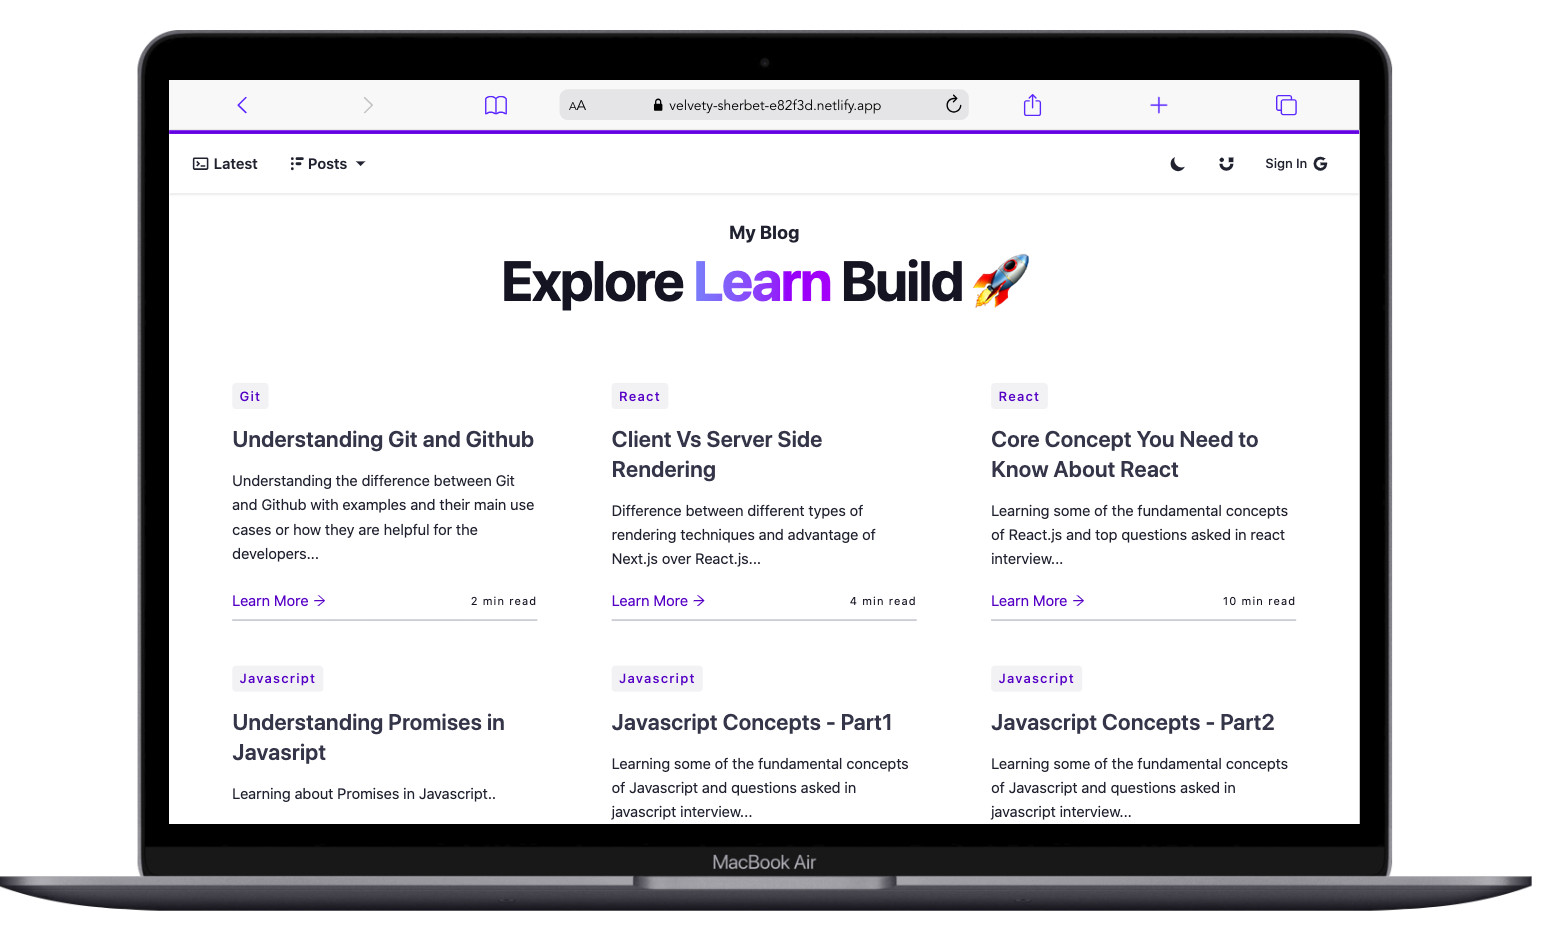 AA velvety-sherbet-e82f3d.netlify.app
Latest Posts Sign In G
My Blog
Explore Learn Build 🚀
Git
Understanding Git and Github
Understanding the difference between Git
and Github with examples and their main use
cases or how they are helpful for the
developers...
Learn More → 2 min read
React
Client Vs Server Side
Rendering
Difference between different types of
rendering techniques and advantage of
Next.js over React.js...
Learn More → 4 min read
React
Core Concept You Need to
Know About React
Learning some of the fundamental concepts
of React.js and top questions asked in react
interview...
Learn More → 10 min read
Javascript
Understanding Promises in
Javasript
Learning about Promises in Javascript..
Javascript
Javascript Concepts - Part1
Learning some of the fundamental concepts
of Javascript and questions asked in
javascript interview...
Javascript
Javascript Concepts - Part2
Learning some of the fundamental concepts
of Javascript and questions asked in
javascript interview...
MacBook Air